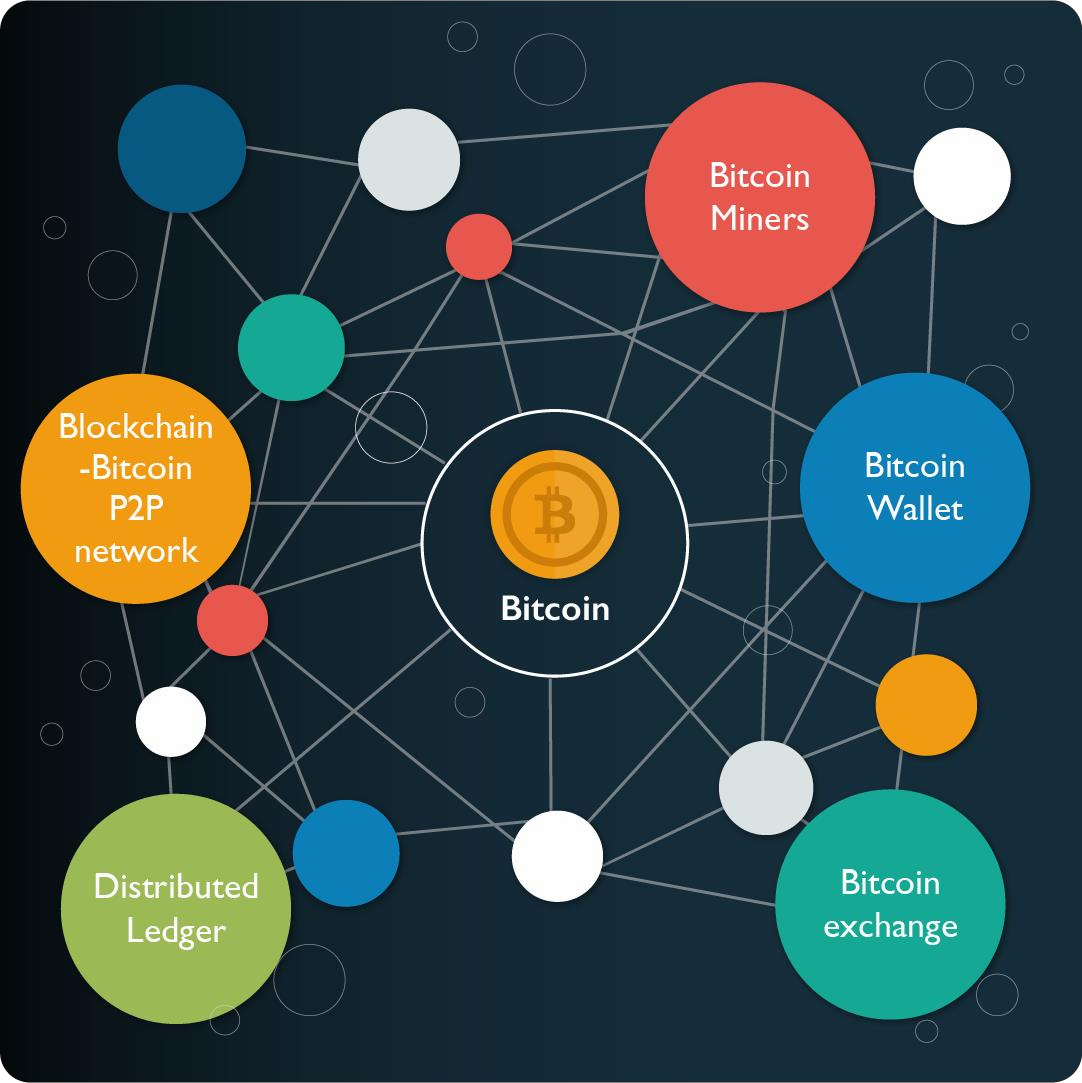 Bitcoin
Miners
Blockchain
-Bitcoin
P2P
network
Bitcoin
Wallet
Bitcoin
Distributed
Ledger
Bitcoin
exchange